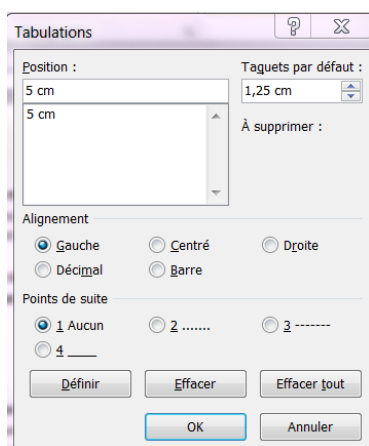 Tabulations
Position :
Taquets par défaut :
5 cm
1,25 cm
5 cm
À supprimer :
Alignement
Gauche
Centré
Droite
Décimal
Barre
Points de suite
1 Aucun
2 .......
3 -------
4 ___
Définir
Effacer
Effacer tout
OK
Annuler